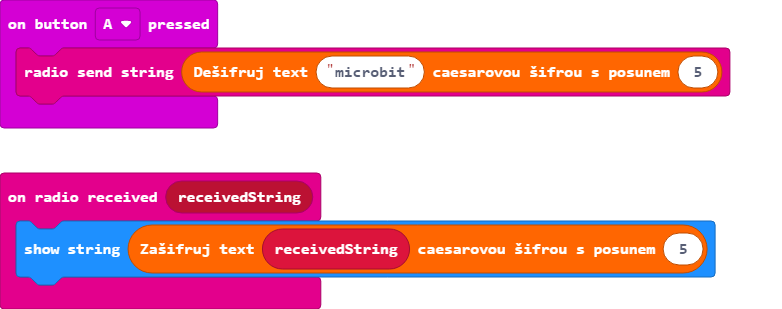 on button A pressed
radio send string Dešifruj text "microbit" caesarovou šifrou s posunem 5
on radio received receivedString
show string Zašifruj text receivedString caesarovou šifrou s posunem 5